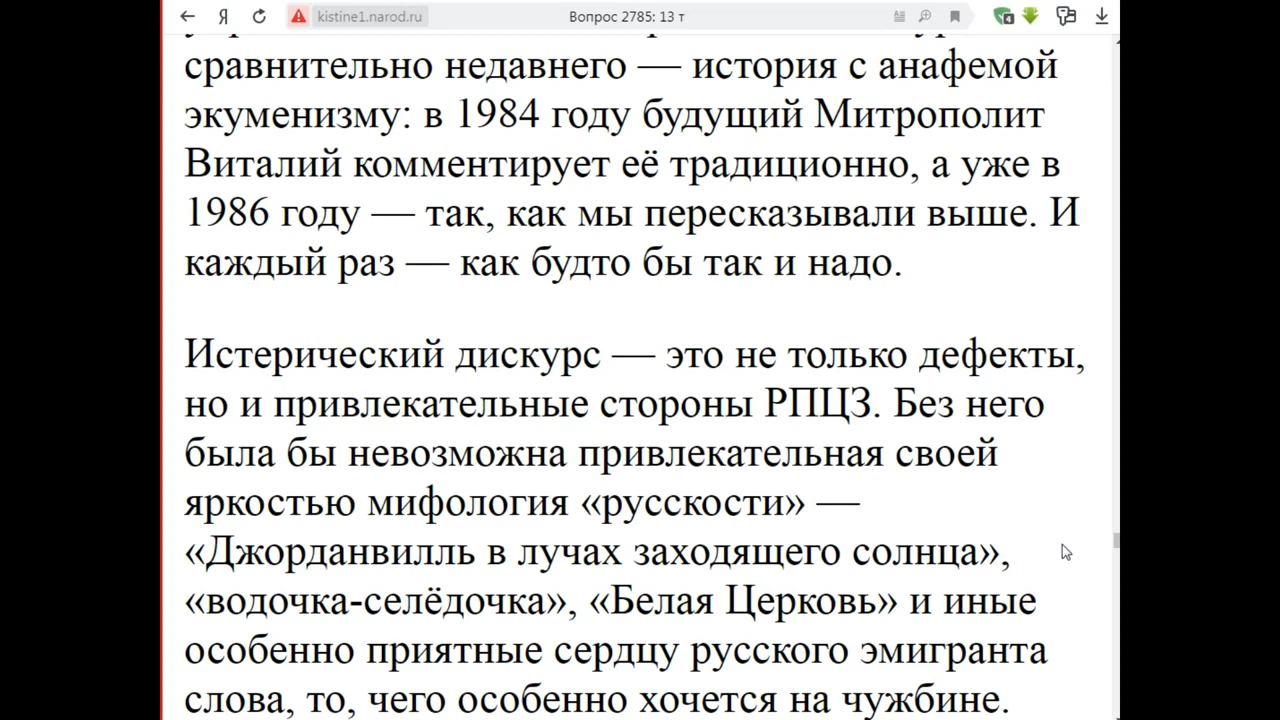 kistine1.narod.ru
Вопрос 2785: 13 т
4
сравнительно недавнего — история с анафемой
экуменизму: в 1984 году будущий Митрополит
Виталий комментирует её традиционно, а уже в
1986 году — так, как мы пересказывали выше. И
каждый раз — как будто бы так и надо.
Истерический дискурс — это не только дефекты,
но и привлекательные стороны РПЦЗ. Без него
была бы невозможна привлекательная своей
яркостью мифология «русскости» —
«Джорданвилль в лучах заходящего солнца»,
«водочка-селёдочка», «Белая Церковь» и иные
особенно приятные сердцу русского эмигранта
слова, то, чего особенно хочется на чужбине.